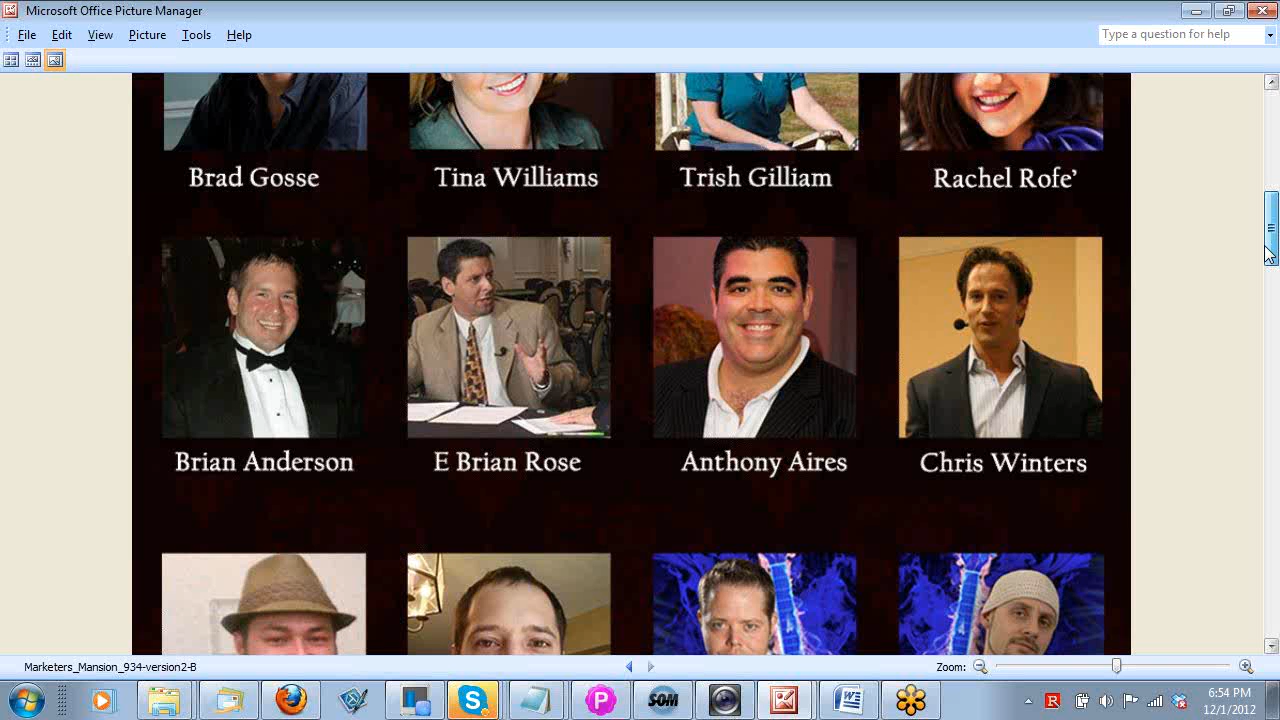 Microsoft Office Picture Manager
File Edit View Picture Tools Help
Type a question for help
Brad Gosse
Tina Williams
Trish Gilliam
Rachel Rofe'
Brian Anderson
E Brian Rose
Anthony Aires
Chris Winters
Marketers_Mansion_934-version2-B
Zoom:
S
P
SOM
W
R
6:54 PM
12/1/2012